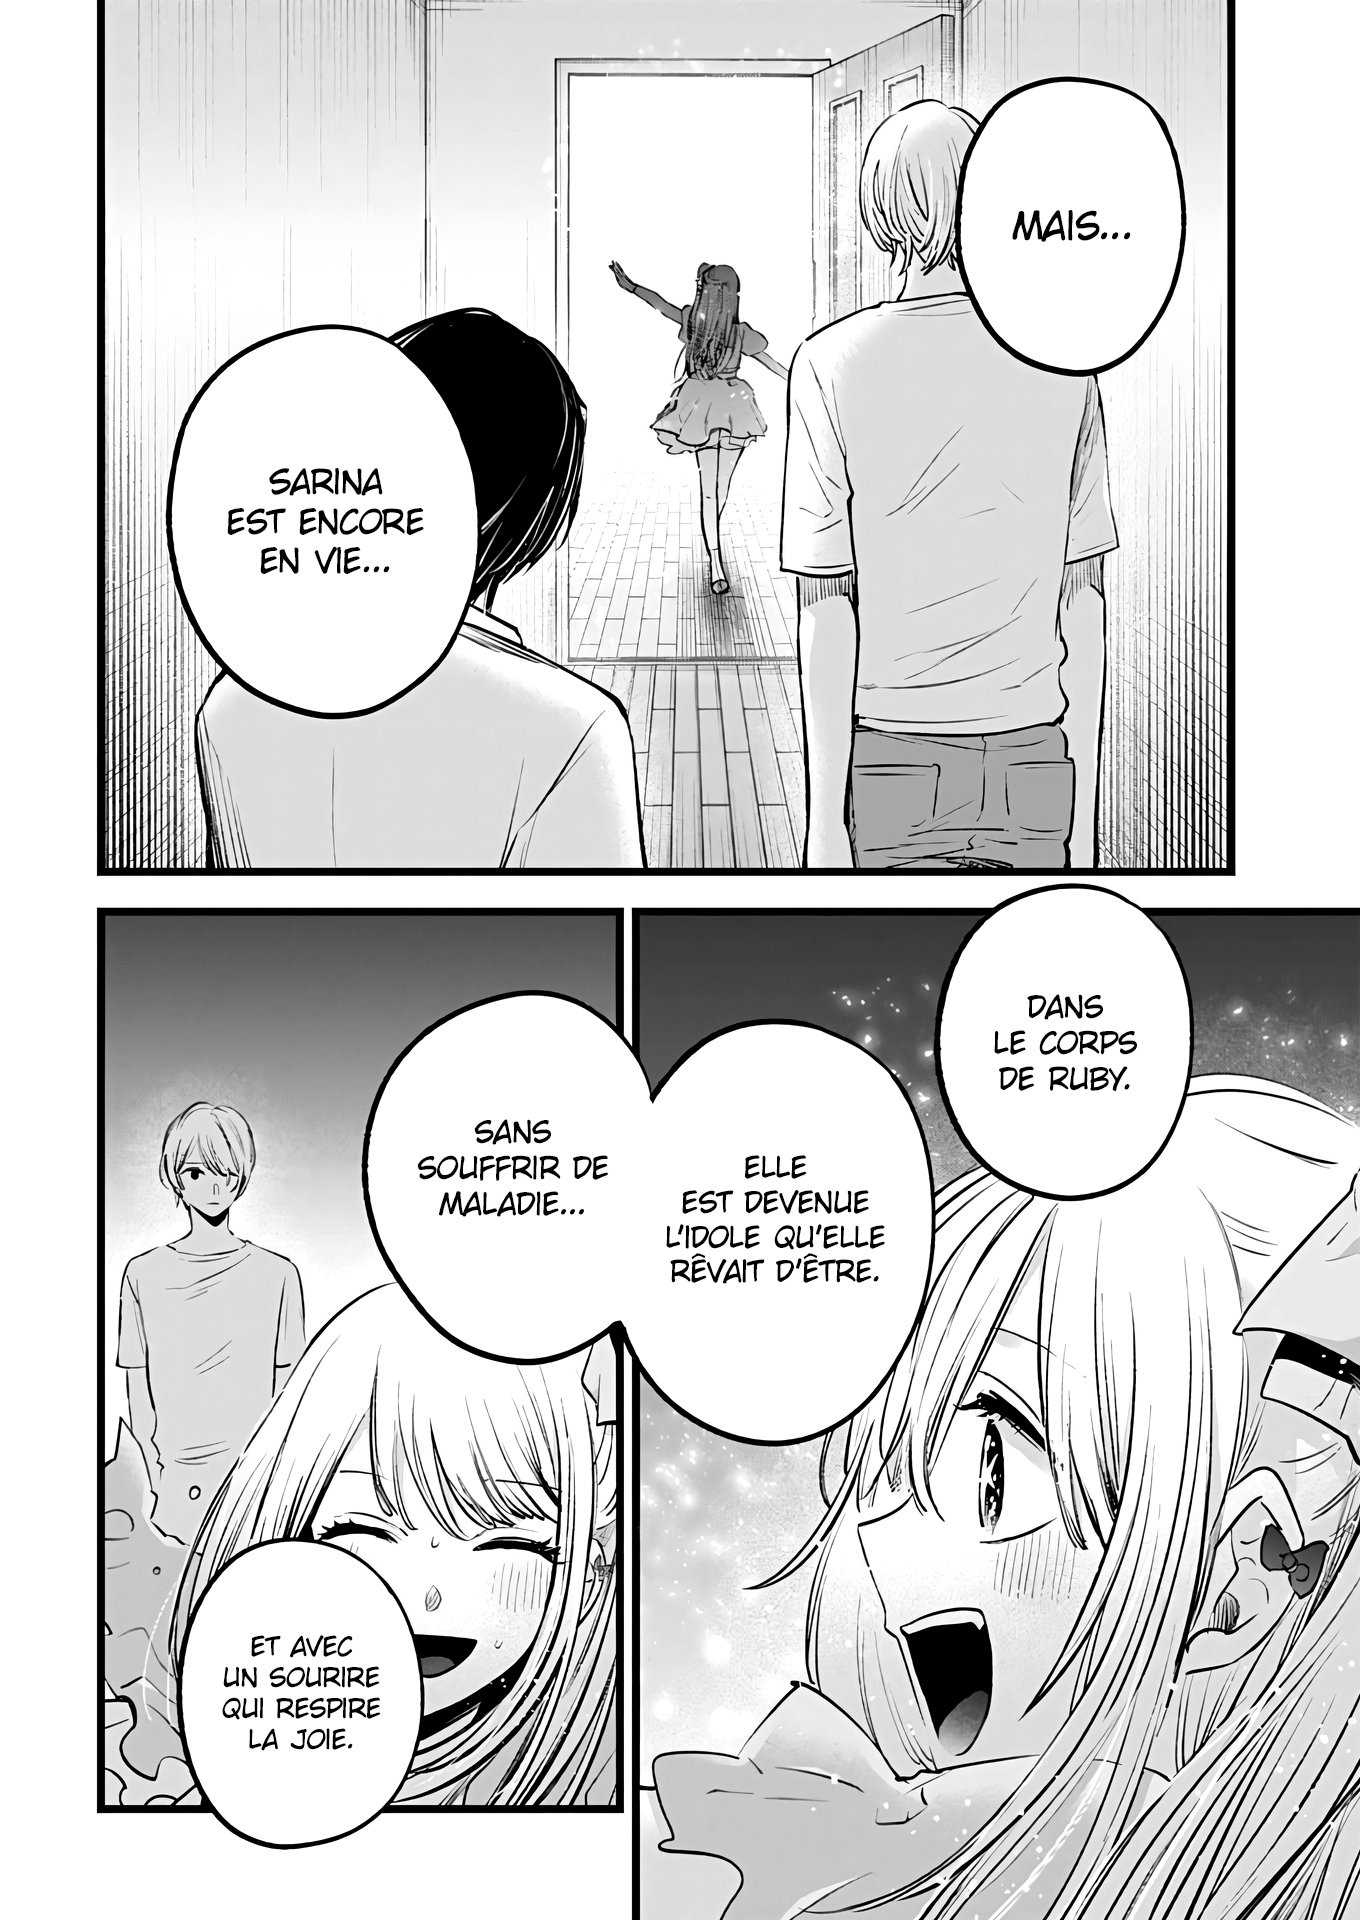 MAIS...
SARINA
EST ENCORE
EN VIE...
DANS
LE CORPS
DE RUBY.
ELLE
EST DEVENUE
L'IDOLE QU'ELLE
RÊVAIT D'ÊTRE.
SANS
SOUFFRIR DE
MALADIE...
ET AVEC
UN SOURIRE
QUI RESPIRE
LA JOIE.